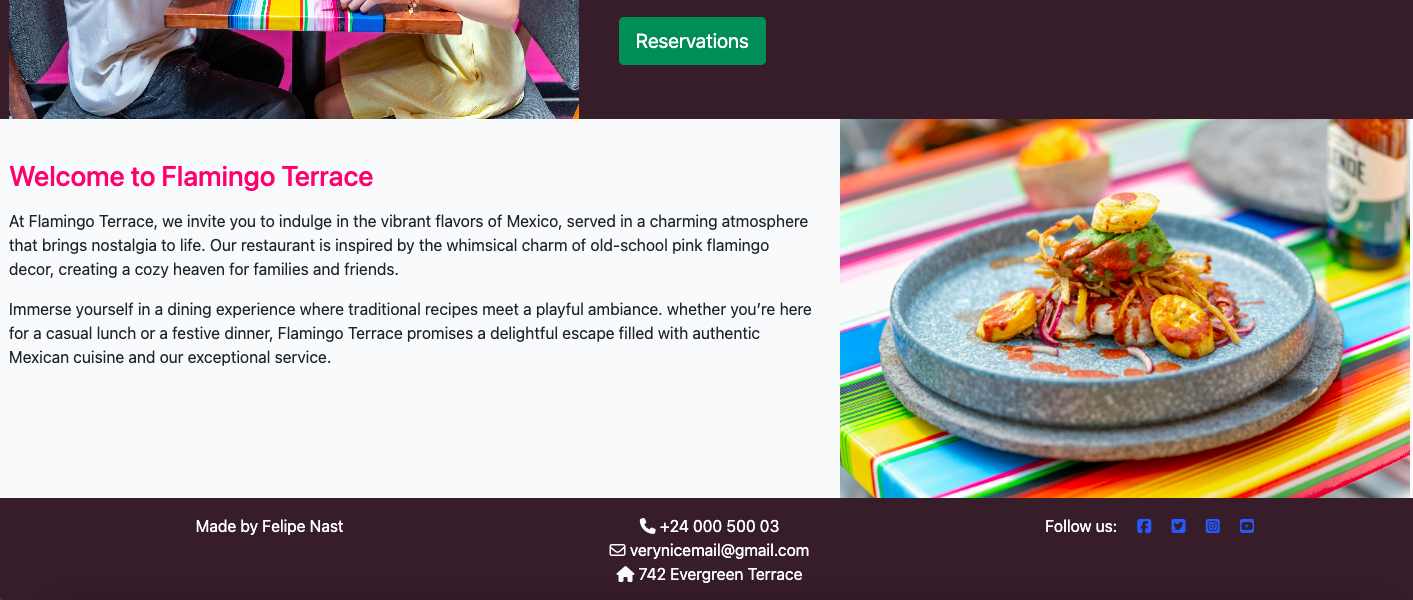 Reservations
Welcome to Flamingo Terrace
At Flamingo Terrace, we invite you to indulge in the vibrant flavors of Mexico, served in a charming atmosphere
that brings nostalgia to life. Our restaurant is inspired by the whimsical charm of old-school pink flamingo
decor, creating a cozy heaven for families and friends.
Immerse yourself in a dining experience where traditional recipes meet a playful ambiance. whether you’re here
for a casual lunch or a festive dinner, Flamingo Terrace promises a delightful escape filled with authentic
Mexican cuisine and our exceptional service.
Made by Felipe Nast
+24 000 500 03
verynicemail@gmail.com
742 Evergreen Terrace
Follow us: